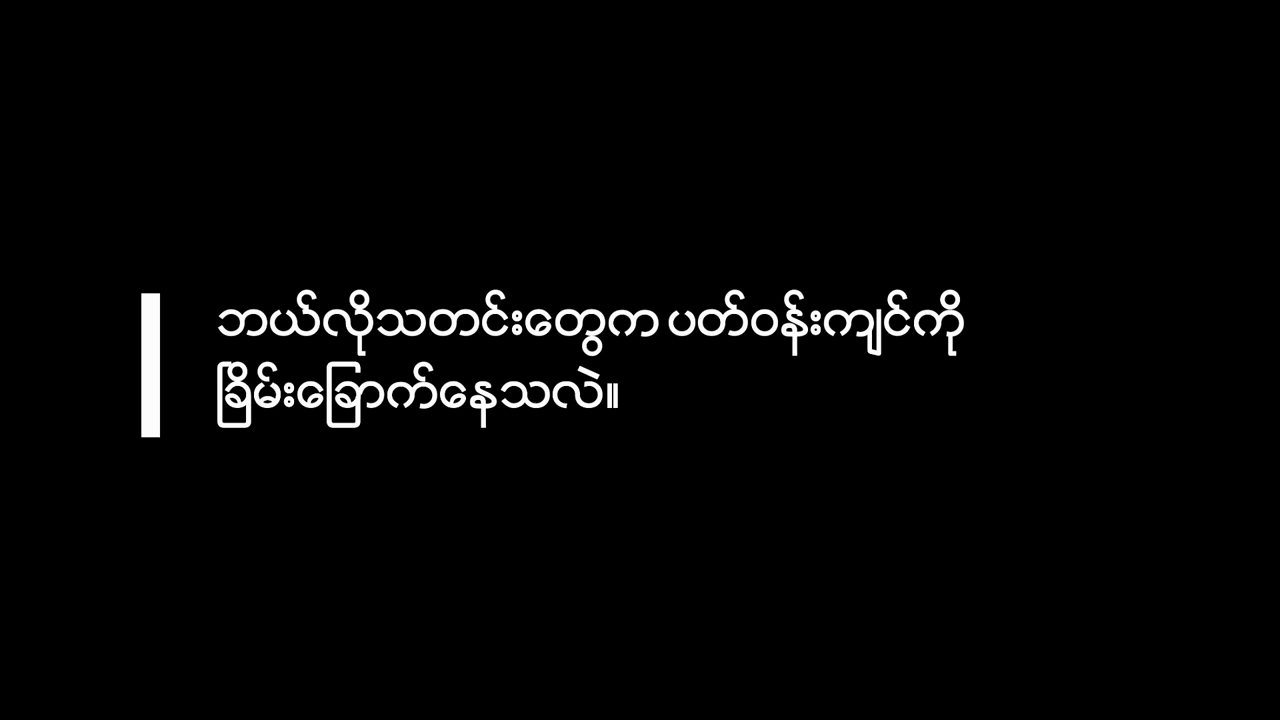 ဘယ်လိုသတင်းတွေက ပတ်ဝန်းကျင်ကို
ခြိမ်းခြောက်နေသလဲ။